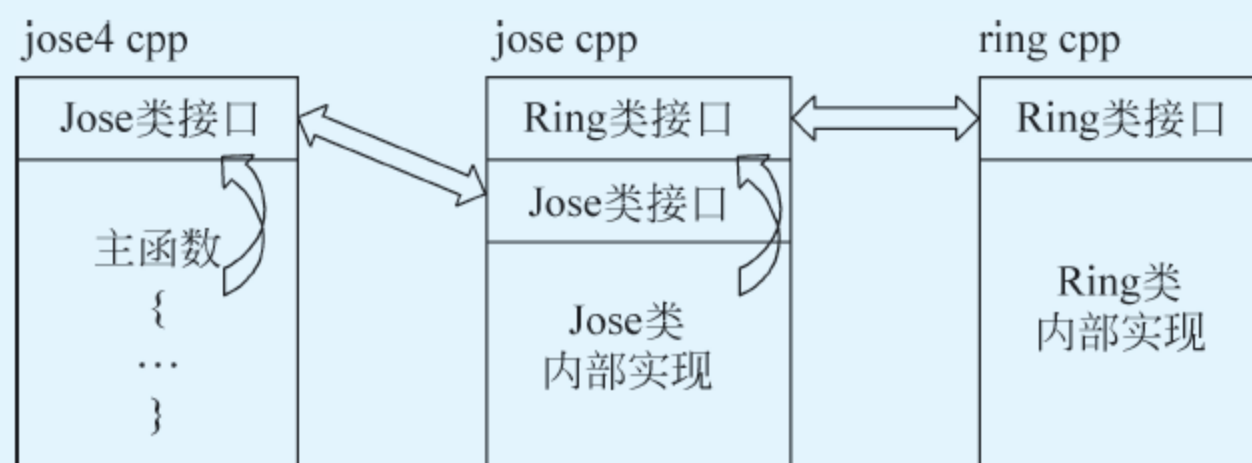 jose4 cpp
Jose类接口
主函数
{
…
}
jose cpp
Ring类接口
Jose类接口
Jose类
内部实现
ring cpp
Ring类接口
Ring类
内部实现